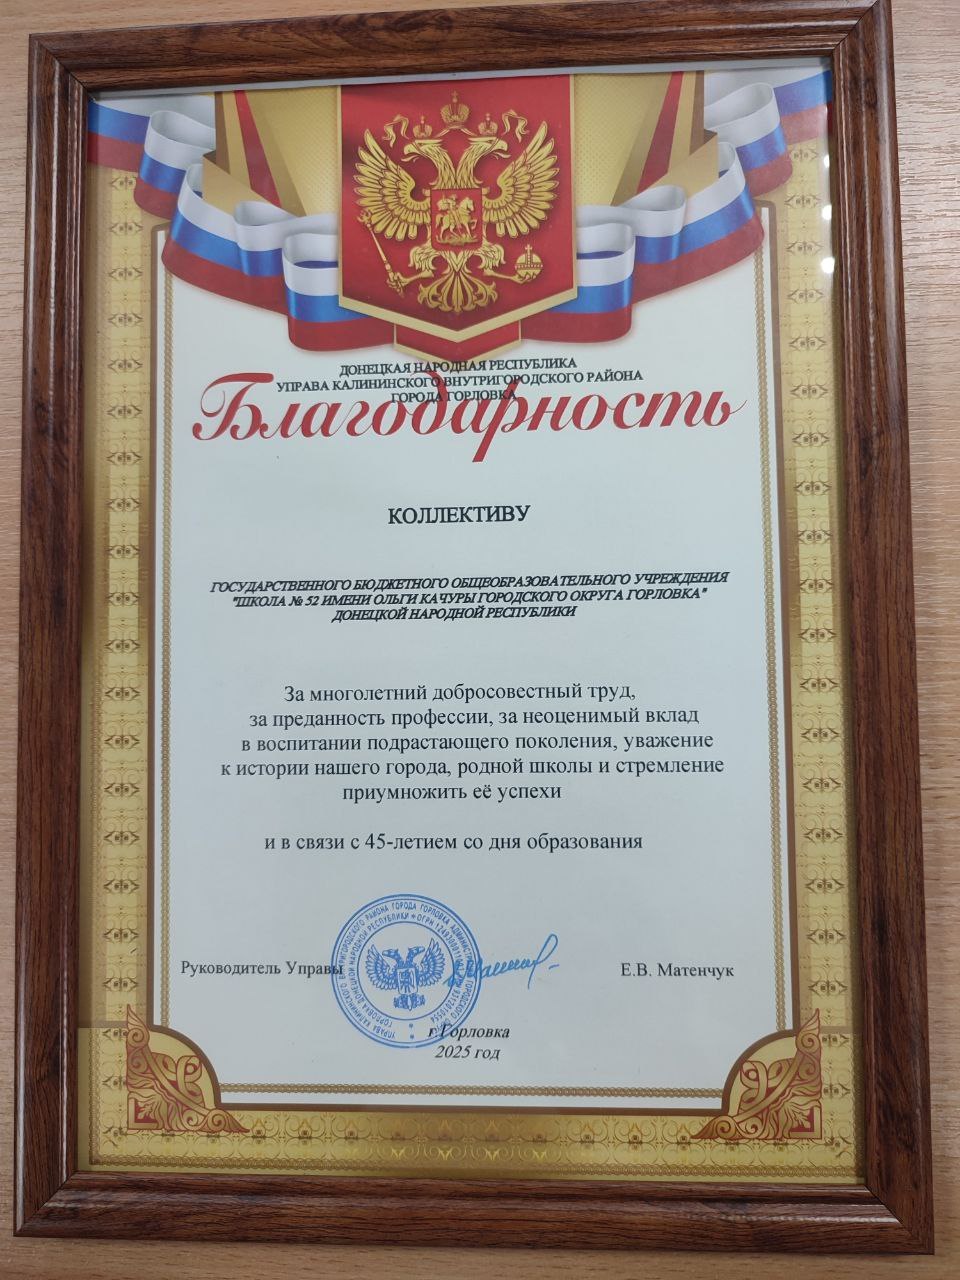 ДОНЕЦКАЯ НАРОДНАЯ РЕСПУБЛИКА
УПРАВА КАЛИНИНСКОГО ВНУТРИГОРОДСКОГО РАЙОНА
ГОРОДА ГОРЛОВКА
Благодарность
КОЛЛЕКТИВУ
ГОСУДАРСТВЕННОГО БЮДЖЕТНОГО ОБЩЕОБРАЗОВАТЕЛЬНОГО УЧРЕЖДЕНИЯ
"ШКОЛА № 52 ИМЕНИ ОЛЬГИ КАЧУРЫ ГОРОДСКОГО ОКРУГА ГОРЛОВКА"
ДОНЕЦКОЙ НАРОДНОЙ РЕСПУБЛИКИ
За многолетний добросовестный труд,
за преданность профессии, за неоценимый вклад
в воспитании подрастающего поколения, уважение
к истории нашего города, родной школы и стремление
приумножить её успехи
и в связи с 45-летием со дня образования
Руководитель Управы
Е.В. Матенчук
г. Горловка
2025 год